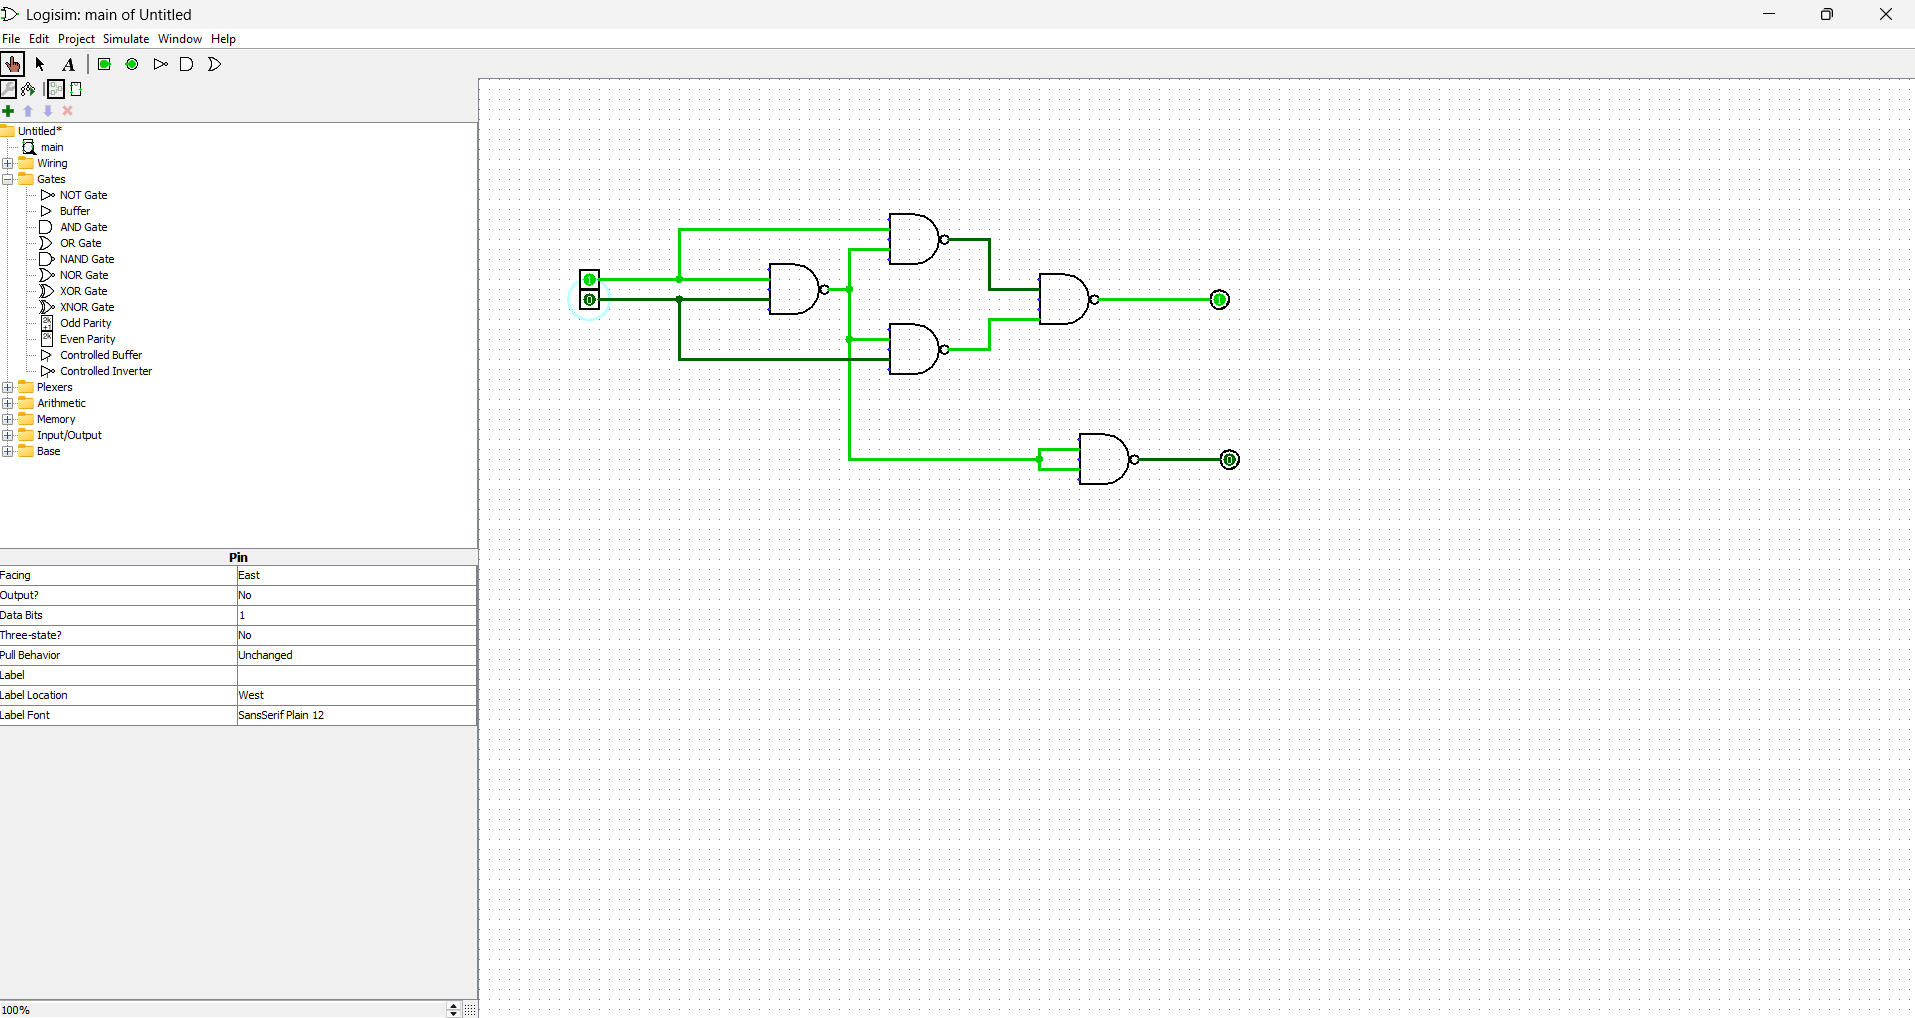 Logisim: main of Untitled
File Edit Project Simulate Window Help
A
Untitled*
main
Wiring
Gates
NOT Gate
Buffer
AND Gate
OR Gate
NAND Gate
NOR Gate
XOR Gate
XNOR Gate
2k+1 Odd Parity
2k Even Parity
Controlled Buffer
Controlled Inverter
Plexers
Arithmetic
Memory
Input/Output
Base
Pin
Facing East
Output? No
Data Bits 1
Three-state? No
Pull Behavior Unchanged
Label
Label Location West
Label Font SansSerif Plain 12
100%
1
0
1
0